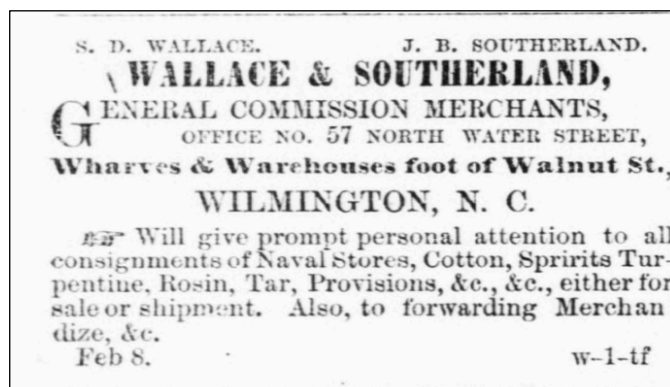 S. D. WALLACE. J. B. SOUTHERLAND.
WALLACE & SOUTHERLAND,
GENERAL COMMISSION MERCHANTS,
OFFICE NO. 57 NORTH WATER STREET,
Wharves & Warehouses foot of Walnut St.,
WILMINGTON, N. C.
☞ Will give prompt personal attention to all
consignments of Naval Stores, Cotton, Spririts Tur-
pentine, Rosin, Tar, Provisions, &c., &c., either for
sale or shipment. Also, to forwarding Merchan
dize, &c.
Feb 8. w-1-tf